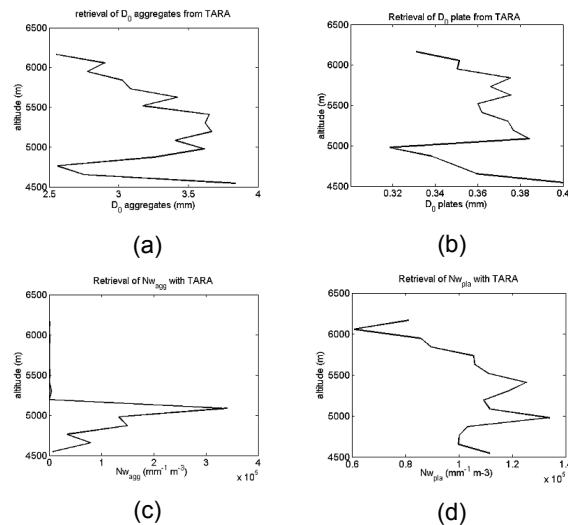 retrieval of D0 aggregates from TARA
altitude (m)
6500
6000
5500
5000
4500
2.5 3 3.5 4
D0 aggregates (mm)
(a)
Retrieval of D0 plate from TARA
altitude (m)
6500
6000
5500
5000
4500
0.32 0.34 0.36 0.38 0.4
D0 plates (mm)
(b)
Retrieval of Nwagg with TARA
altitude (m)
6500
6000
5500
5000
4500
0 1 2 3 4
Nwagg (mm-1 m-3)
x 10^5
(c)
Retrieval of Nwpla with TARA
altitude (m)
6500
6000
5500
5000
4500
0.6 0.8 1 1.2 1.4
Nwpla (mm-1 m-3)
x 10^5
(d)